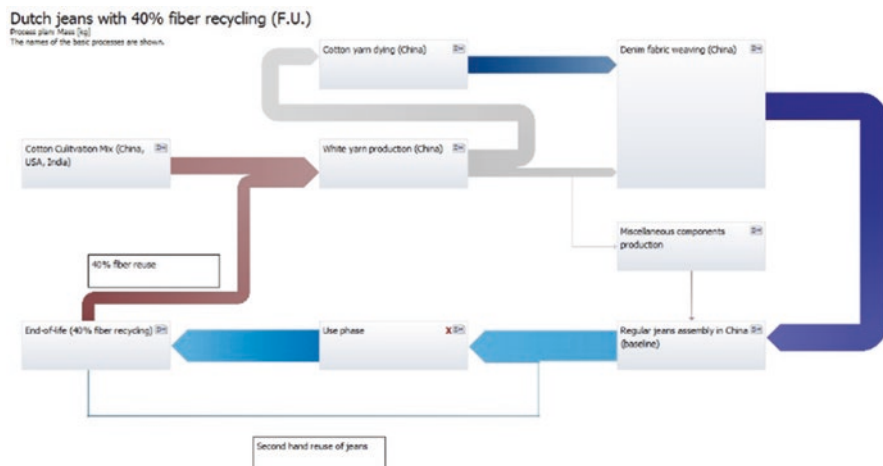 Dutch jeans with 40% fiber recycling (F.U.)
Process plan: Mass [kg]
The names of the basic processes are shown.
Cotton yarn dying (China)
Denim fabric weaving (China)
Cotton Culitvation Mix (China,
USA, India)
White yarn production (China)
Miscellaneous components
production
40% fiber reuse
End-of-life (40% fiber recycling)
Use phase
X
Regular jeans assembly in China
(baseline)
Second hand reuse of jeans